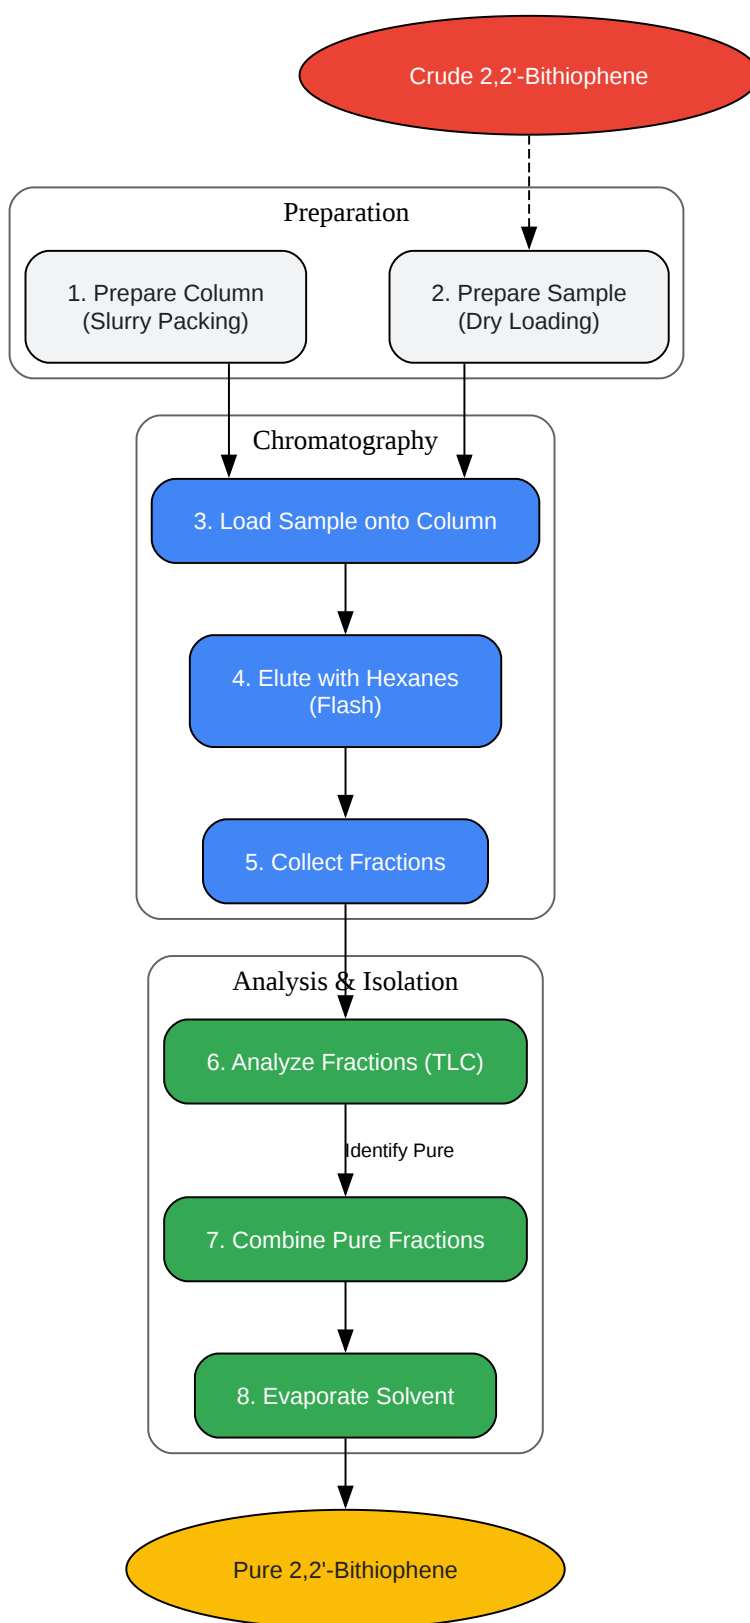 Crude 2,2'-Bithiophene
Preparation
1. Prepare Column
(Slurry Packing)
2. Prepare Sample
(Dry Loading)
Chromatography
3. Load Sample onto Column
4. Elute with Hexanes
(Flash)
5. Collect Fractions
Analysis & Isolation
6. Analyze Fractions (TLC)
Identify Pure
7. Combine Pure Fractions
8. Evaporate Solvent
Pure 2,2'-Bithiophene